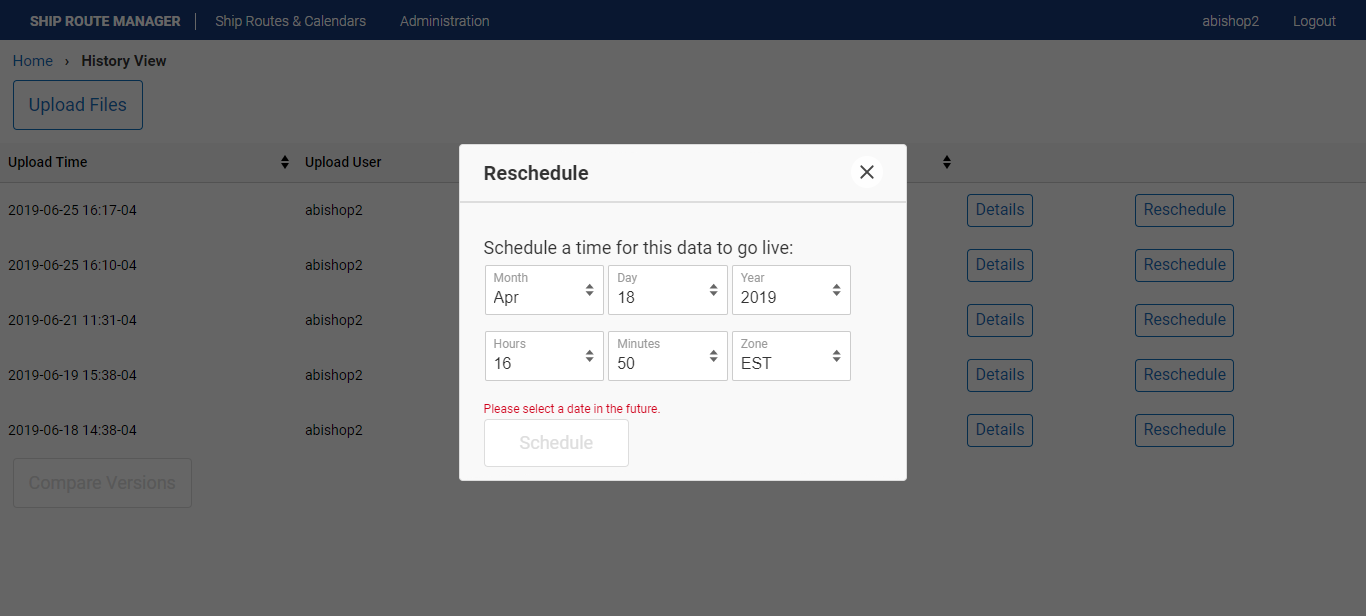 SHIP ROUTE MANAGER Ship Routes & Calendars Administration abishop2 Logout
Home › History View
Upload Files
Upload Time Upload User
2019-06-25 16:17-04 abishop2 Details Reschedule
2019-06-25 16:10-04 abishop2 Details Reschedule
2019-06-21 11:31-04 abishop2 Details Reschedule
2019-06-19 15:38-04 abishop2 Details Reschedule
2019-06-18 14:38-04 abishop2 Details Reschedule
Compare Versions
Reschedule
Schedule a time for this data to go live:
Month Day Year
Apr 18 2019
Hours Minutes Zone
16 50 EST
Please select a date in the future.
Schedule